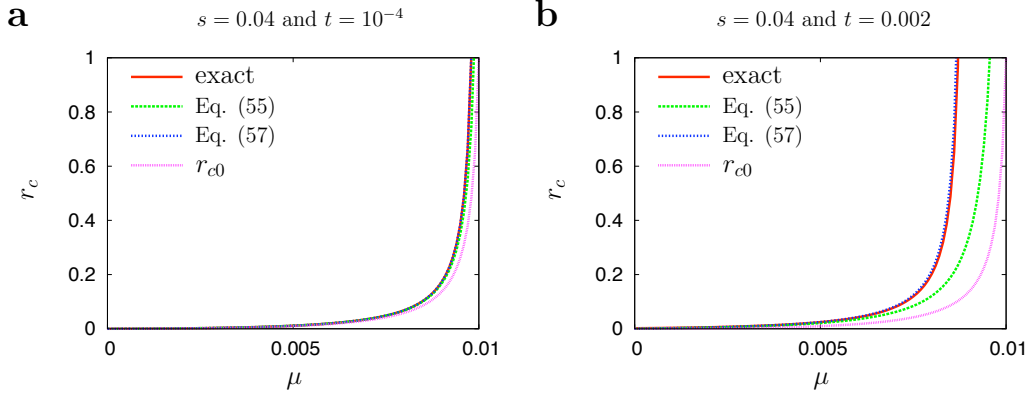 a
s = 0.04 and t = 10⁻⁴
1
0.8
0.6
0.4
0.2
0
r_c
exact
Eq. (55)
Eq. (57)
r_{c0}
0
0.005
0.01
μ
b
s = 0.04 and t = 0.002
1
0.8
0.6
0.4
0.2
0
r_c
exact
Eq. (55)
Eq. (57)
r_{c0}
0
0.005
0.01
μ